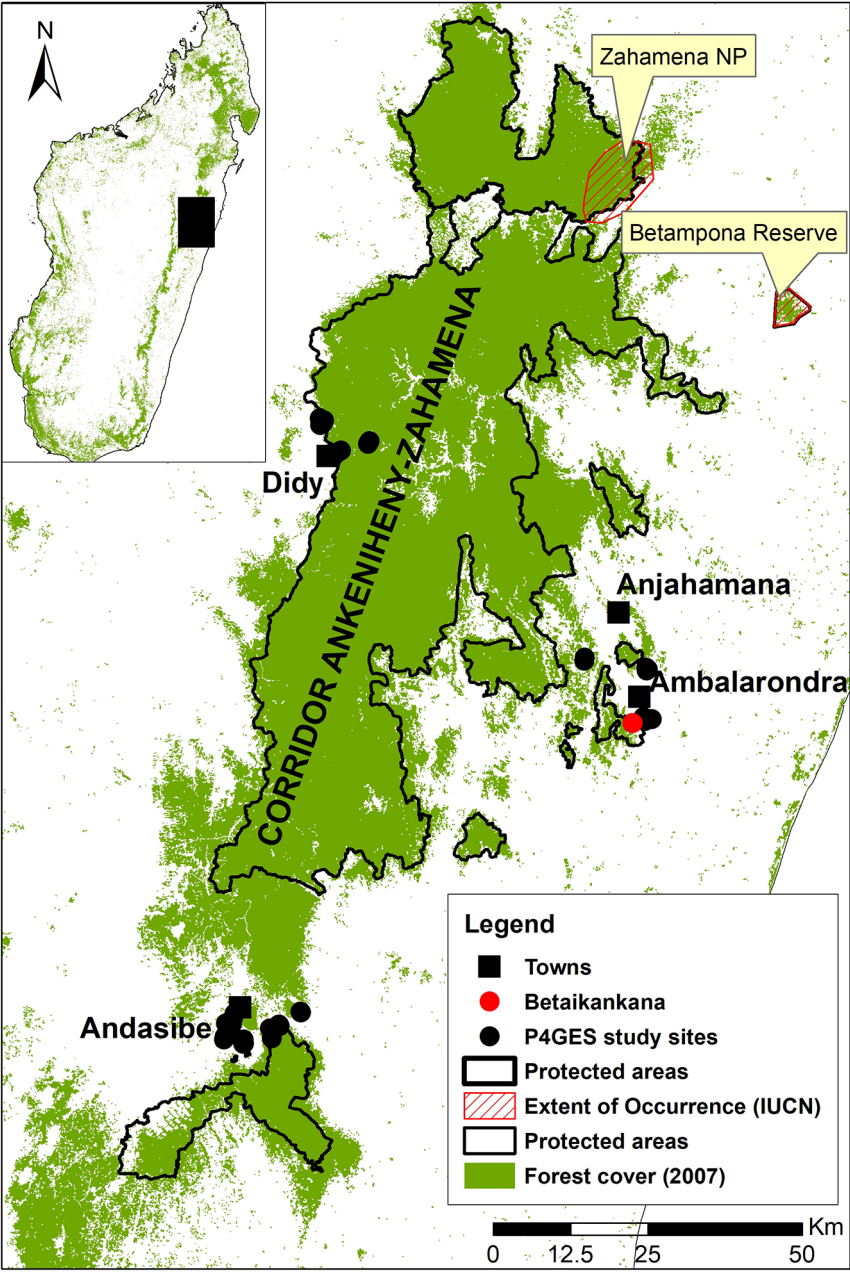 N
Zahamena NP
Betampona Reserve
CORRIDOR ANKENIHENY-ZAHAMENA
Didy
Anjahamana
Ambalarondra
Andasibe
Legend
Towns
Betaikankana
P4GES study sites
Protected areas
Extent of Occurrence (IUCN)
Protected areas
Forest cover (2007)
Km
0 12.5 25 50